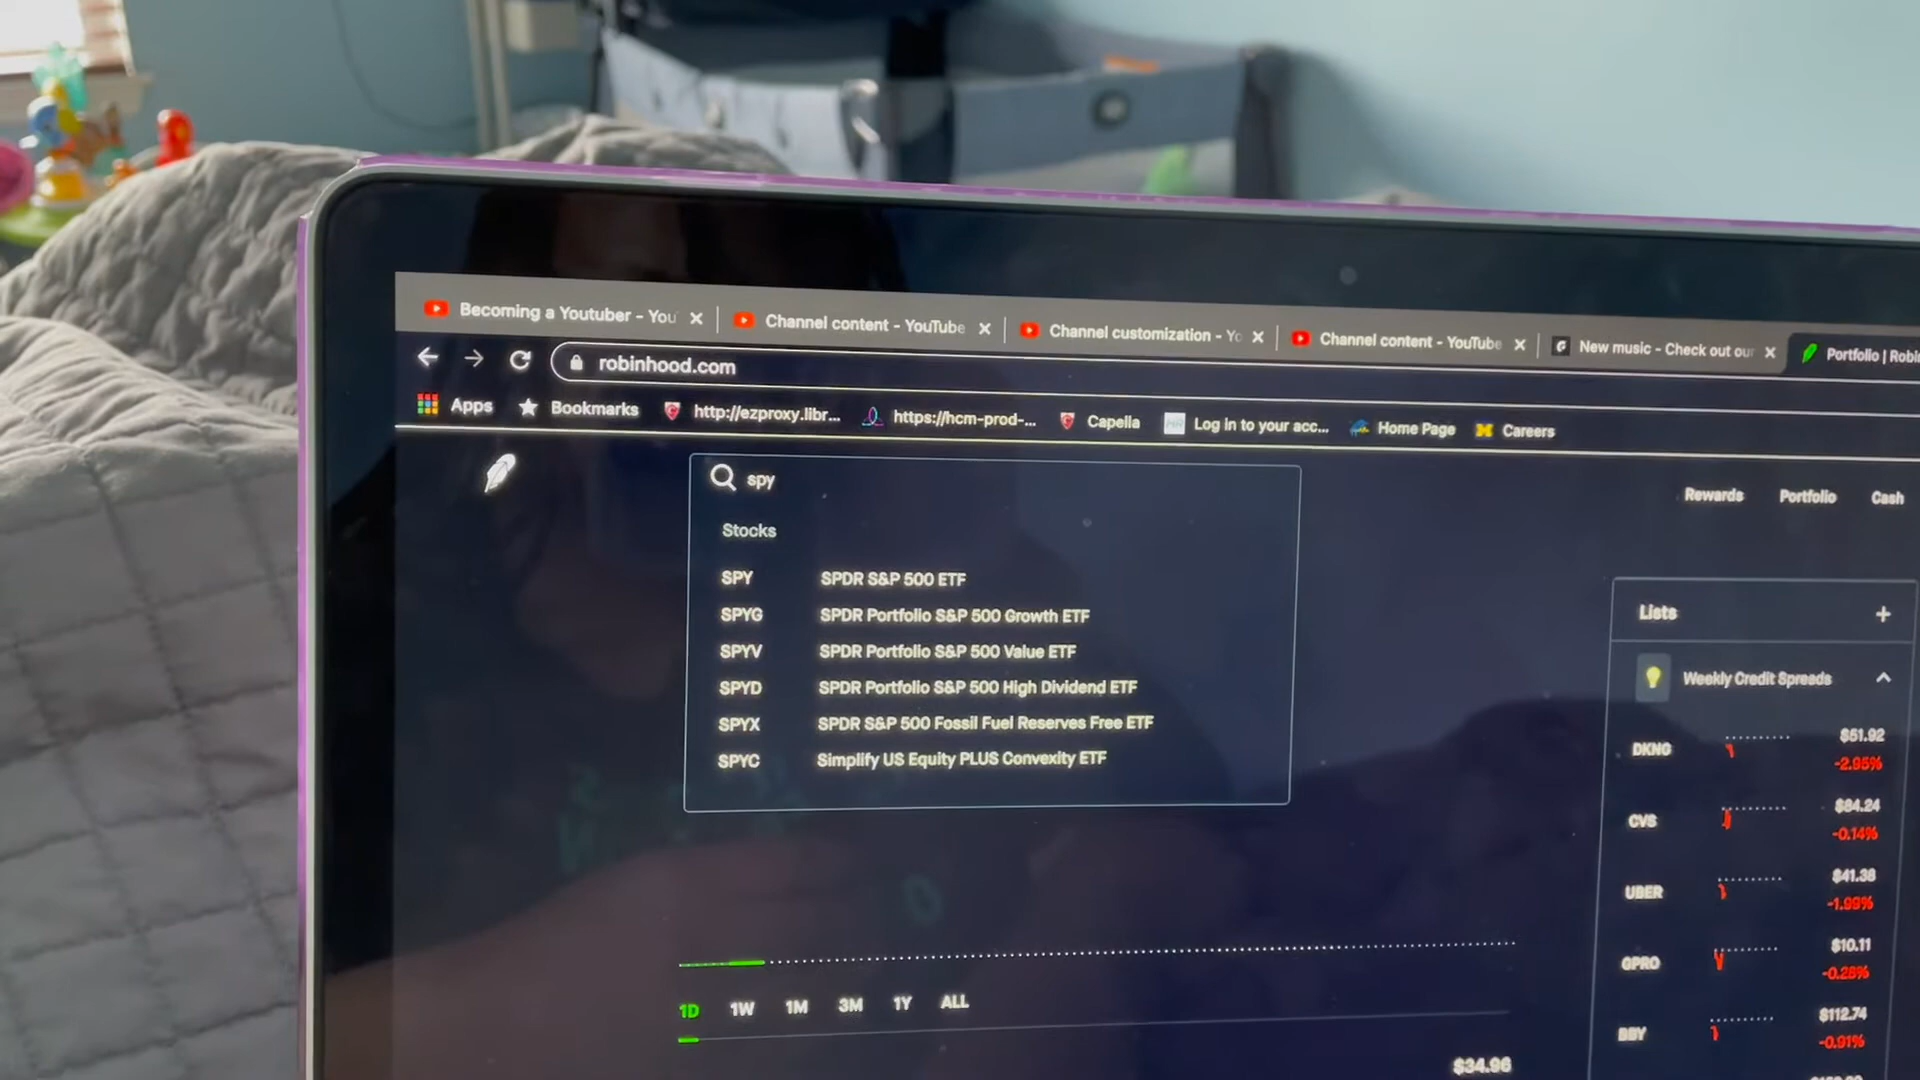 Becoming a Youtuber - You
Channel content - YouTube
Channel customization - Yo
Channel content - YouTube
New music - Check out our
Portfolio | Robin
robinhood.com
Apps
Bookmarks
http://ezproxy.libr...
https://hcm-prod-...
Capella
Log in to your acc...
Home Page
Careers
spy
Rewards
Portfolio
Cash
Stocks
SPY SPDR S&P 500 ETF
SPYG SPDR Portfolio S&P 500 Growth ETF
SPYV SPDR Portfolio S&P 500 Value ETF
SPYD SPDR Portfolio S&P 500 High Dividend ETF
SPYX SPDR S&P 500 Fossil Fuel Reserves Free ETF
SPYC Simplify US Equity PLUS Convexity ETF
1D 1W 1M 3M 1Y ALL
$34.96
Lists +
Weekly Credit Spreads
DKNG $51.92
-2.95%
CVS $84.24
-0.14%
UBER $41.38
-1.99%
GPRO $10.11
-0.28%
BBY $112.74
-0.91%